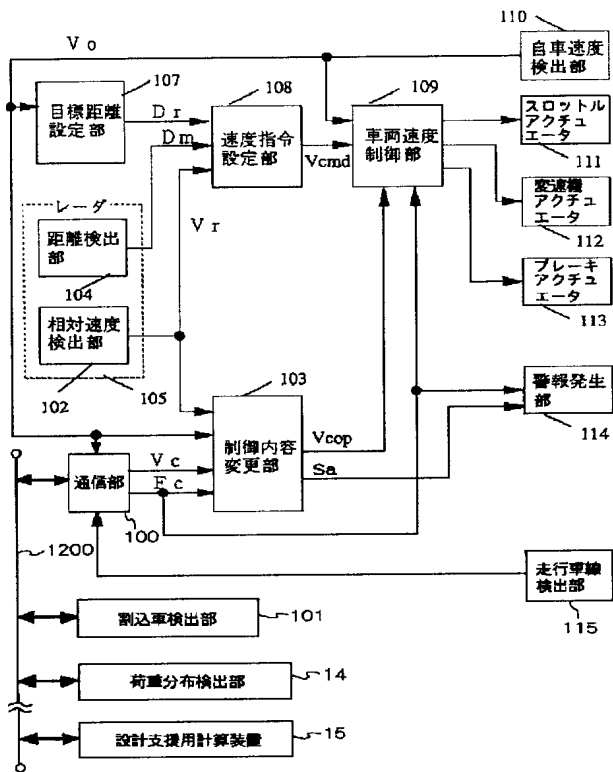 Vo
110
自車速度
検出部
107
目標距離
設定部
Dr
Dm
108
速度指令
設定部
Vcmd
109
車両速度
制御部
スロットル
アクチュ
エータ
111
変速機
アクチュ
エータ
112
ブレーキ
アクチュ
エータ
113
レーダ
距離検出
部
104
Vr
相対速度
検出部
102
105
103
制御内容
変更部
Vcop
Sa
警報発生
部
114
通信部
100
Vc
Fc
1200
走行車線
検出部
115
割込車検出部
101
荷重分布検出部
14
設計支援用計算装置
15